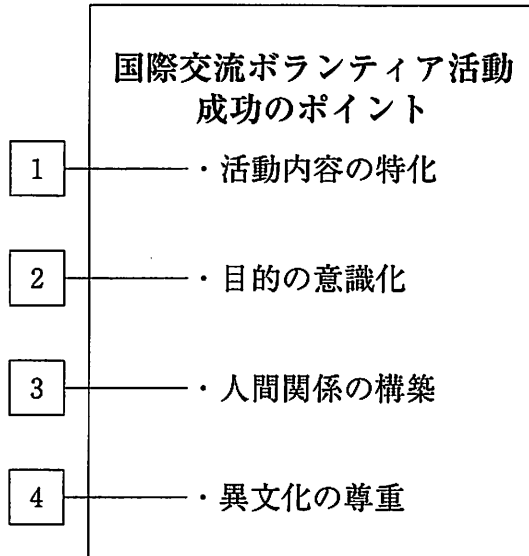 国際交流ボランティア活動
成功のポイント
1 ・活動内容の特化
2 ・目的の意識化
3 ・人間関係の構築
4 ・異文化の尊重